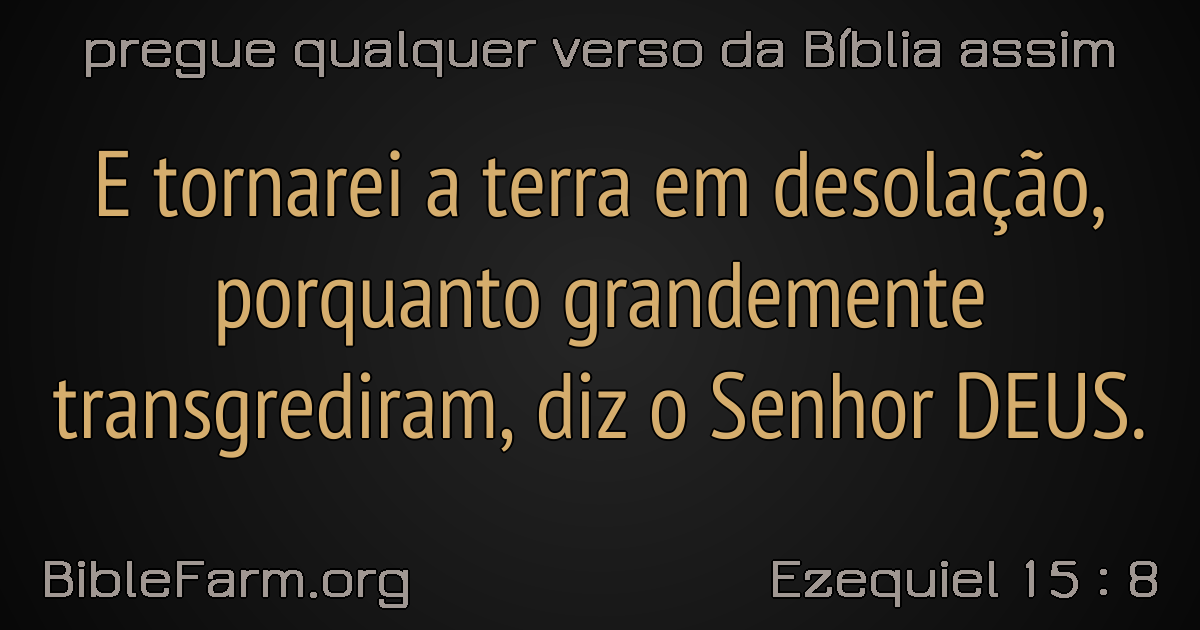 pregue qualquer verso da Bíblia assim
E tornarei a terra em desolação,
porquanto grandemente
transgrediram, diz o Senhor DEUS.
BibleFarm.org
Ezequiel 15 : 8